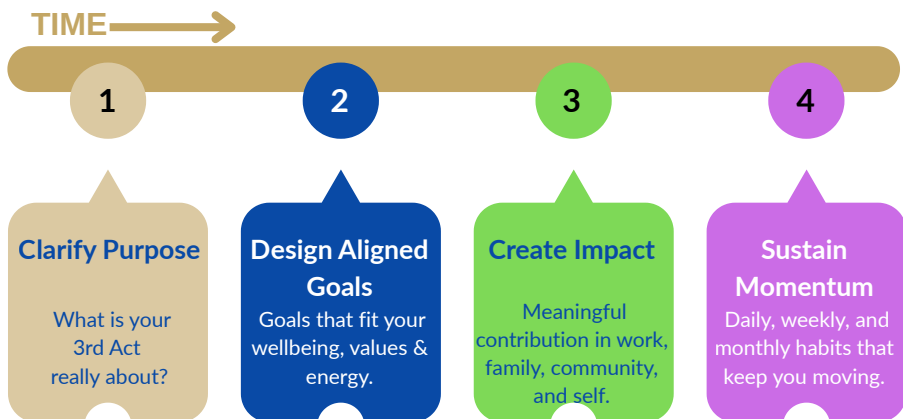 TIME
1
2
3
4
Clarify Purpose
What is your
3rd Act
really about?
Design Aligned
Goals
Goals that fit your
wellbeing, values &
energy.
Create Impact
Meaningful
contribution in work,
family, community,
and self.
Sustain
Momentum
Daily, weekly, and
monthly habits that
keep you moving.